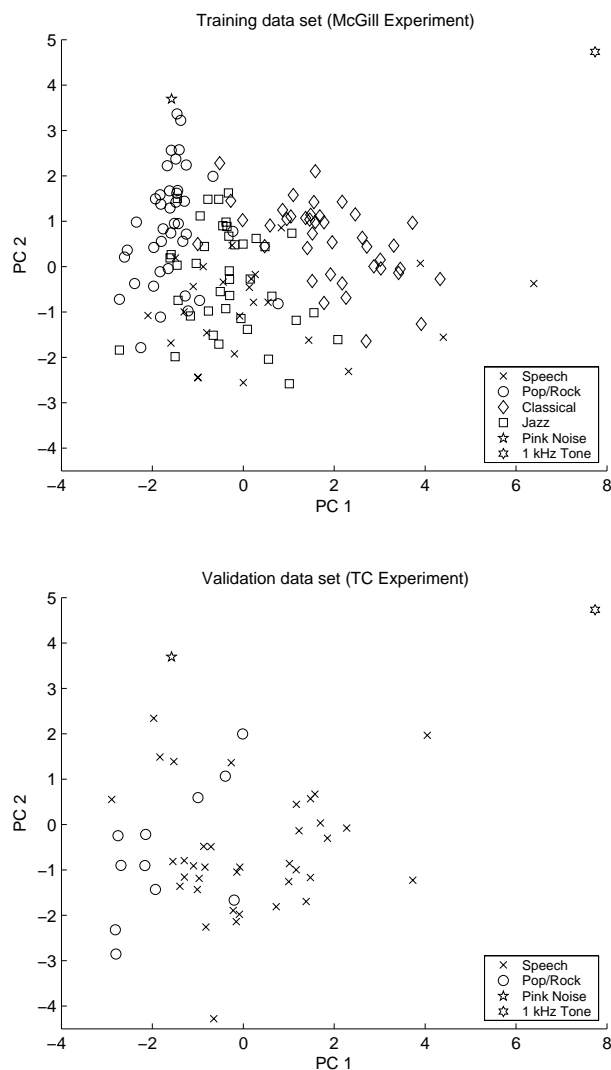 Training data set (McGill Experiment)
5
4
3
2
1
0
−1
−2
−3
−4
PC 2
Speech
Pop/Rock
Classical
Jazz
Pink Noise
1 kHz Tone
−4 −2 0 2 4 6 8
PC 1
Validation data set (TC Experiment)
5
4
3
2
1
0
−1
−2
−3
−4
PC 2
Speech
Pop/Rock
Pink Noise
1 kHz Tone
−4 −2 0 2 4 6 8
PC 1